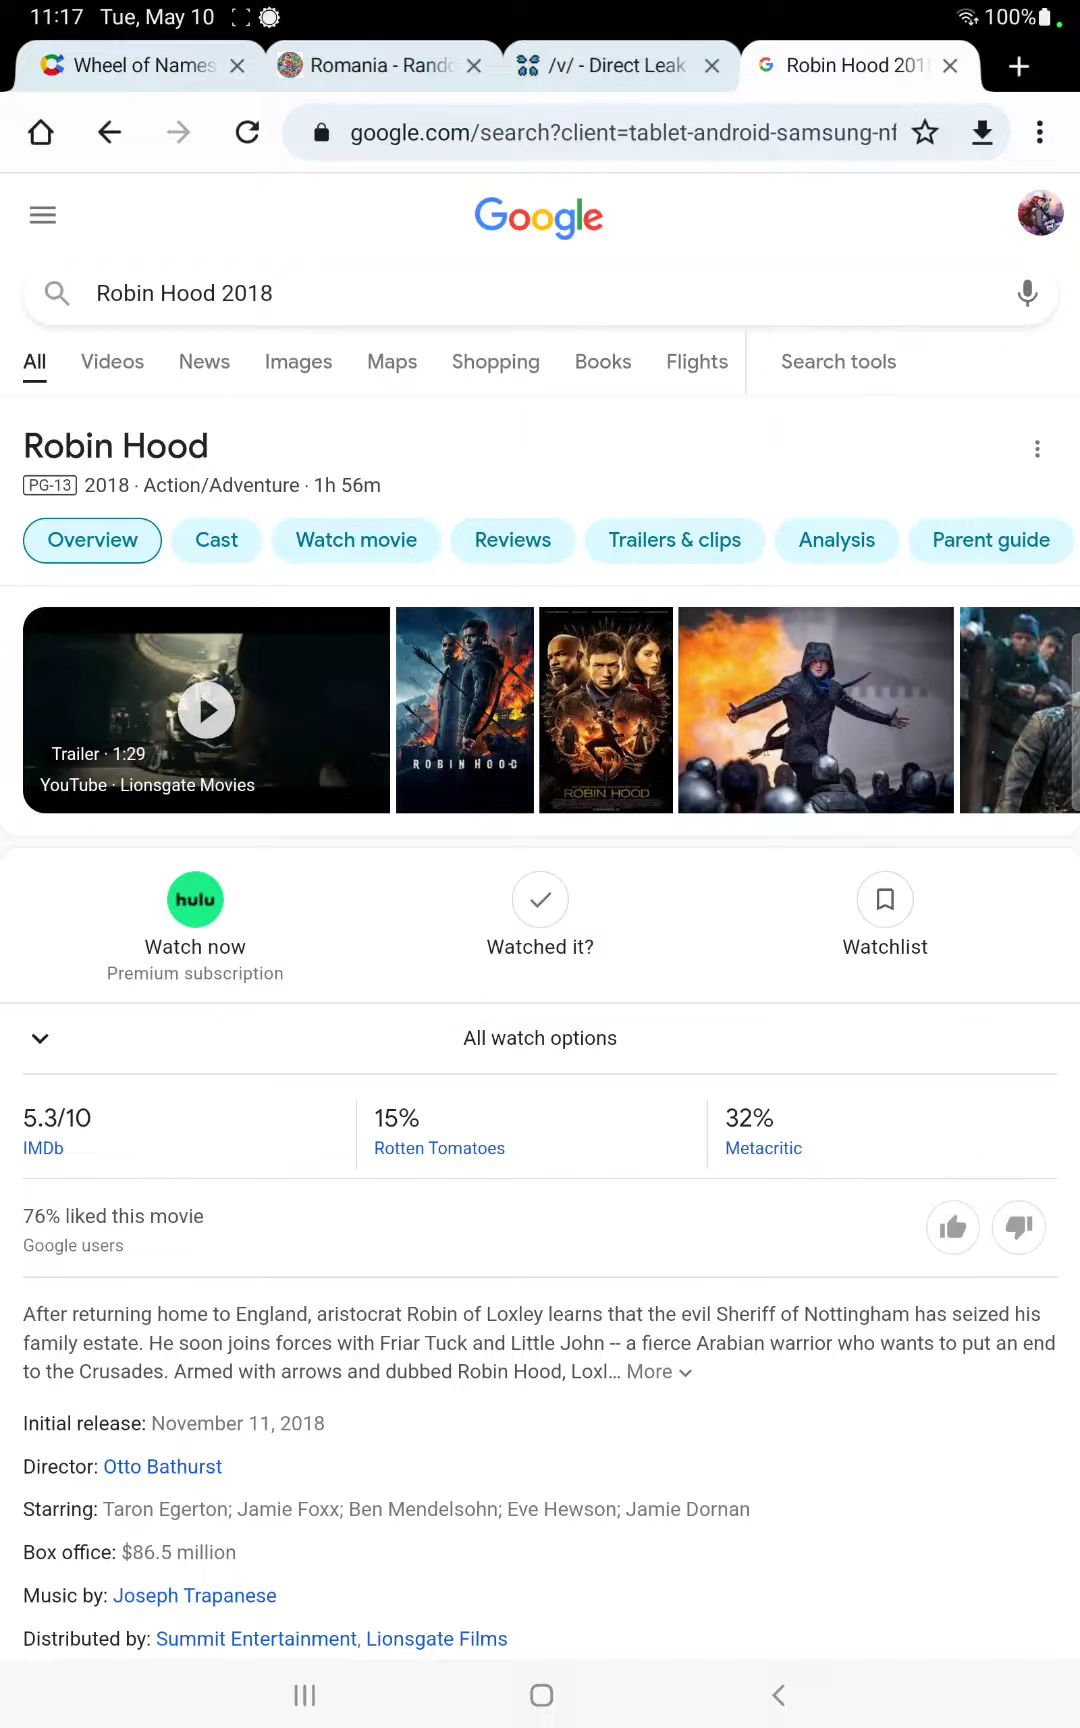 11:17 Tue, May 10 100%
Wheel of Names Romania - Rand /v/ - Direct Leak Robin Hood 201
google.com/search?client=tablet-android-samsung-nf
Google
Robin Hood 2018
All Videos News Images Maps Shopping Books Flights Search tools
Robin Hood
PG-13 2018 · Action/Adventure · 1h 56m
Overview Cast Watch movie Reviews Trailers & clips Analysis Parent guide
Trailer · 1:29
YouTube · Lionsgate Movies
ROBIN HOOD
ROBIN HOOD
hulu
Watch now Watched it? Watchlist
Premium subscription
All watch options
5.3/10 15% 32%
IMDb Rotten Tomatoes Metacritic
76% liked this movie
Google users
After returning home to England, aristocrat Robin of Loxley learns that the evil Sheriff of Nottingham has seized his
family estate. He soon joins forces with Friar Tuck and Little John -- a fierce Arabian warrior who wants to put an end
to the Crusades. Armed with arrows and dubbed Robin Hood, Loxl... More
Initial release: November 11, 2018
Director: Otto Bathurst
Starring: Taron Egerton; Jamie Foxx; Ben Mendelsohn; Eve Hewson; Jamie Dornan
Box office: $86.5 million
Music by: Joseph Trapanese
Distributed by: Summit Entertainment, Lionsgate Films